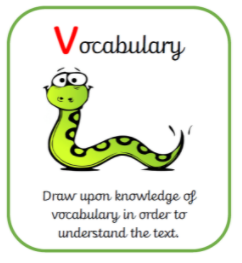 Vocabulary
Draw upon knowledge of
vocabulary in order to
understand the text.